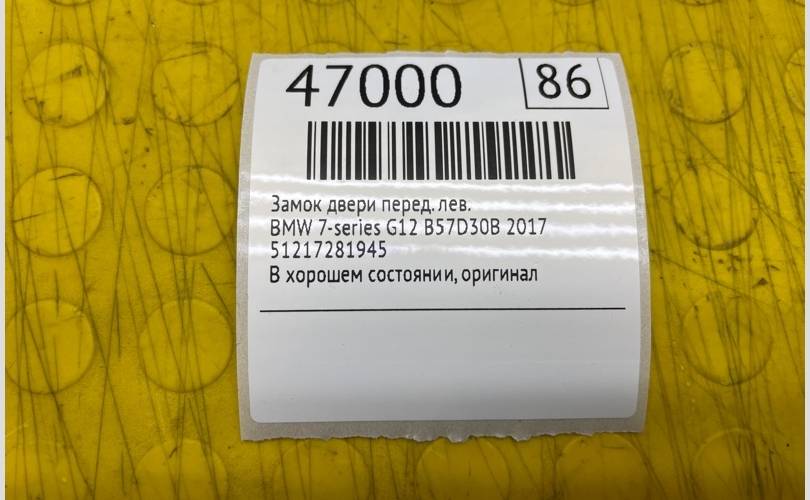 47000
86
Замок двери перед. лев.
BMW 7-series G12 B57D30B 2017
51217281945
В хорошем состоянии, оригинал